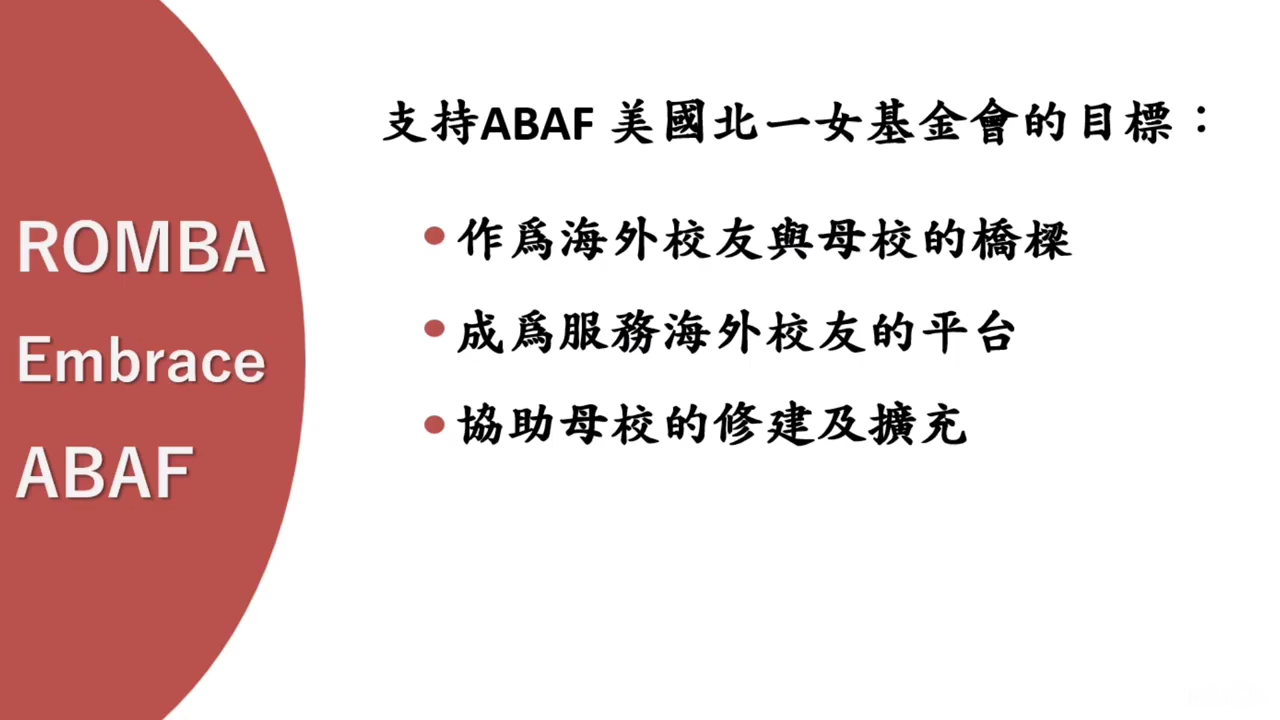 ROMBA
Embrace
ABAF
支持ABAF 美國北一女基金會的目標：
作爲海外校友與母校的橋樑
成爲服務海外校友的平台
協助母校的修建及擴充